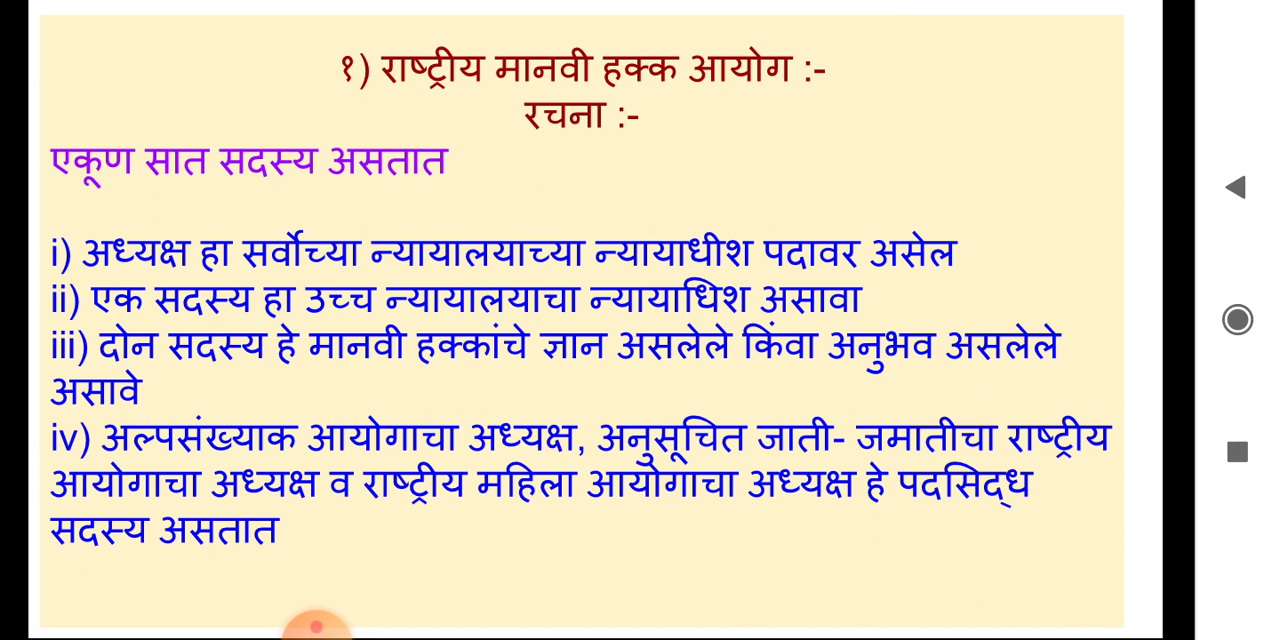 १) राष्ट्रीय मानवी हक्क आयोग :-
रचना :-
एकूण सात सदस्य असतात
i) अध्यक्ष हा सर्वोच्या न्यायालयाच्या न्यायाधीश पदावर असेल
ii) एक सदस्य हा उच्च न्यायालयाचा न्यायाधिश असावा
iii) दोन सदस्य हे मानवी हक्कांचे ज्ञान असलेले किंवा अनुभव असलेले
असावे
iv) अल्पसंख्याक आयोगाचा अध्यक्ष, अनुसूचित जाती- जमातीचा राष्ट्रीय
आयोगाचा अध्यक्ष व राष्ट्रीय महिला आयोगाचा अध्यक्ष हे पदसिद्ध
सदस्य असतात